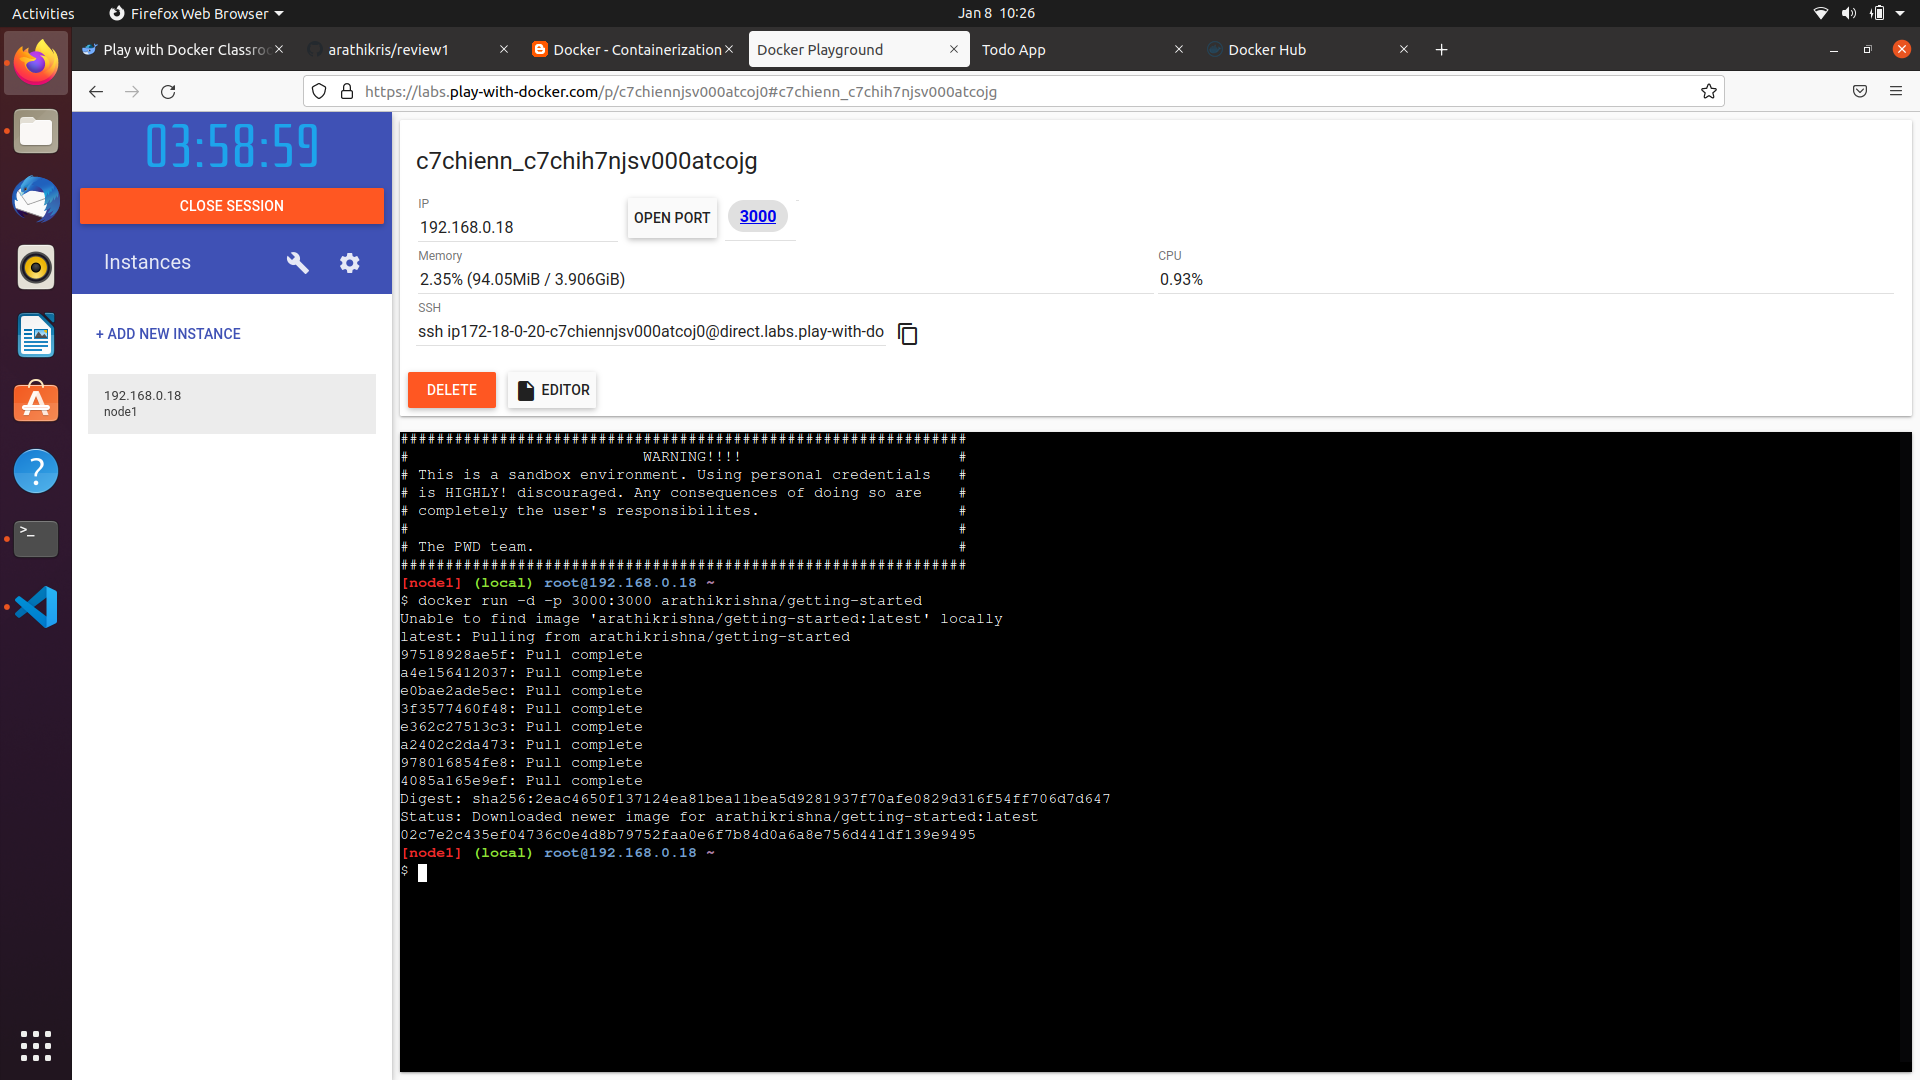 Activities
Firefox Web Browser
Jan 8 10:26
Play with Docker Classroo
arathikris/review1
Docker - Containerization
Docker Playground
Todo App
Docker Hub
https://labs.play-with-docker.com/p/c7chiennjsv000atcoj0#c7chienn_c7chih7njsv000atcojg
03:58:59
CLOSE SESSION
Instances
+ ADD NEW INSTANCE
192.168.0.18
node1
c7chienn_c7chih7njsv000atcojg
IP
192.168.0.18
OPEN PORT
3000
Memory
2.35% (94.05MiB / 3.906GiB)
CPU
0.93%
SSH
ssh ip172-18-0-20-c7chiennjsv000atcoj0@direct.labs.play-with-do
DELETE
EDITOR
###############################################################
# WARNING!!!! #
# This is a sandbox environment. Using personal credentials #
# is HIGHLY! discouraged. Any consequences of doing so are #
# completely the user's responsibilites. #
# #
# The PWD team. #
###############################################################
[node1] (local) root@192.168.0.18 ~
$ docker run -d -p 3000:3000 arathikrishna/getting-started
Unable to find image 'arathikrishna/getting-started:latest' locally
latest: Pulling from arathikrishna/getting-started
97518928ae5f: Pull complete
a4e156412037: Pull complete
e0bae2ade5ec: Pull complete
3f3577460f48: Pull complete
e362c27513c3: Pull complete
a2402c2da473: Pull complete
978016854fe8: Pull complete
4085a165e9ef: Pull complete
Digest: sha256:2eac4650f137124ea81bea11bea5d9281937f70afe0829d316f54ff706d7d647
Status: Downloaded newer image for arathikrishna/getting-started:latest
02c7e2c435ef04736c0e4d8b79752faa0e6f7b84d0a6a8e756d441df139e9495
[node1] (local) root@192.168.0.18 ~
$